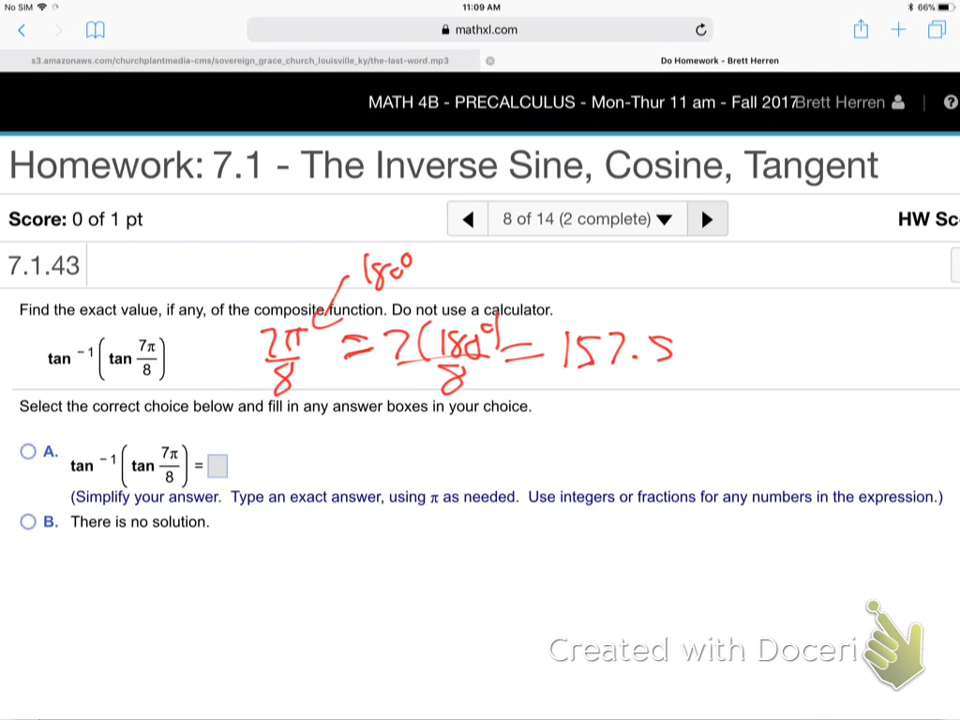 No SIM 11:09 AM 66%
mathxl.com
s3.amazonaws.com/churchplantmedia-cms/sovereign_grace_church_louisville_ky/the-last-word.mp3 Do Homework - Brett Herren
MATH 4B - PRECALCULUS - Mon-Thur 11 am - Fall 2017 Brett Herren ?
Homework: 7.1 - The Inverse Sine, Cosine, Tangent
Score: 0 of 1 pt 8 of 14 (2 complete) HW Sc
7.1.43
180°
Find the exact value, if any, of the composite function. Do not use a calculator.
tan⁻¹(tan 7π/8) 7π/8 = 7(180°)/8 = 157.5
Select the correct choice below and fill in any answer boxes in your choice.
A. tan⁻¹(tan 7π/8) =
(Simplify your answer. Type an exact answer, using π as needed. Use integers or fractions for any numbers in the expression.)
B. There is no solution.
Created with Doceri